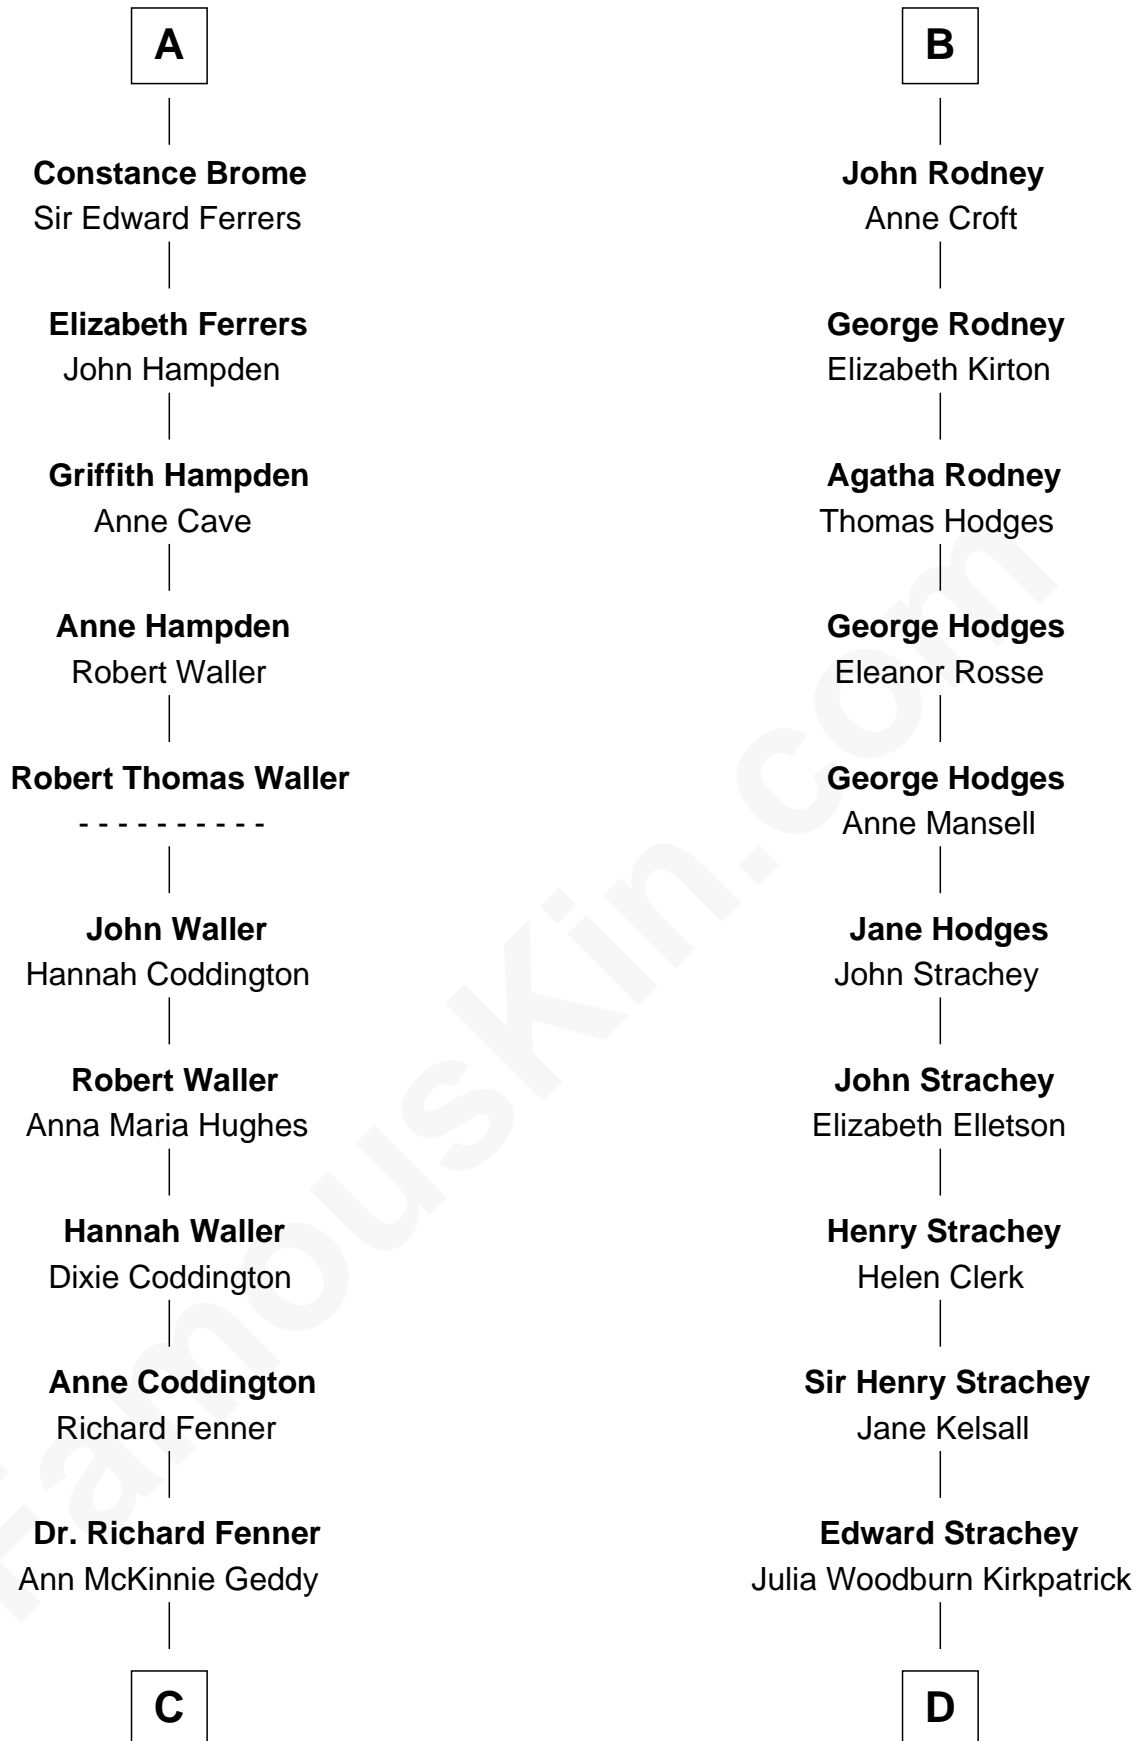 A
Constance Brome
Sir Edward Ferrers
Elizabeth Ferrers
John Hampden
Griffith Hampden
Anne Cave
Anne Hampden
Robert Waller
Robert Thomas Waller
- - - - - - - - - -
John Waller
Hannah Coddington
Robert Waller
Anna Maria Hughes
Hannah Waller
Dixie Coddington
Anne Coddington
Richard Fenner
Dr. Richard Fenner
Ann McKinnie Geddy
C
B
John Rodney
Anne Croft
George Rodney
Elizabeth Kirton
Agatha Rodney
Thomas Hodges
George Hodges
Eleanor Rosse
George Hodges
Anne Mansell
Jane Hodges
John Strachey
John Strachey
Elizabeth Elletson
Henry Strachey
Helen Clerk
Sir Henry Strachey
Jane Kelsall
Edward Strachey
Julia Woodburn Kirkpatrick
D
FamousKin.com